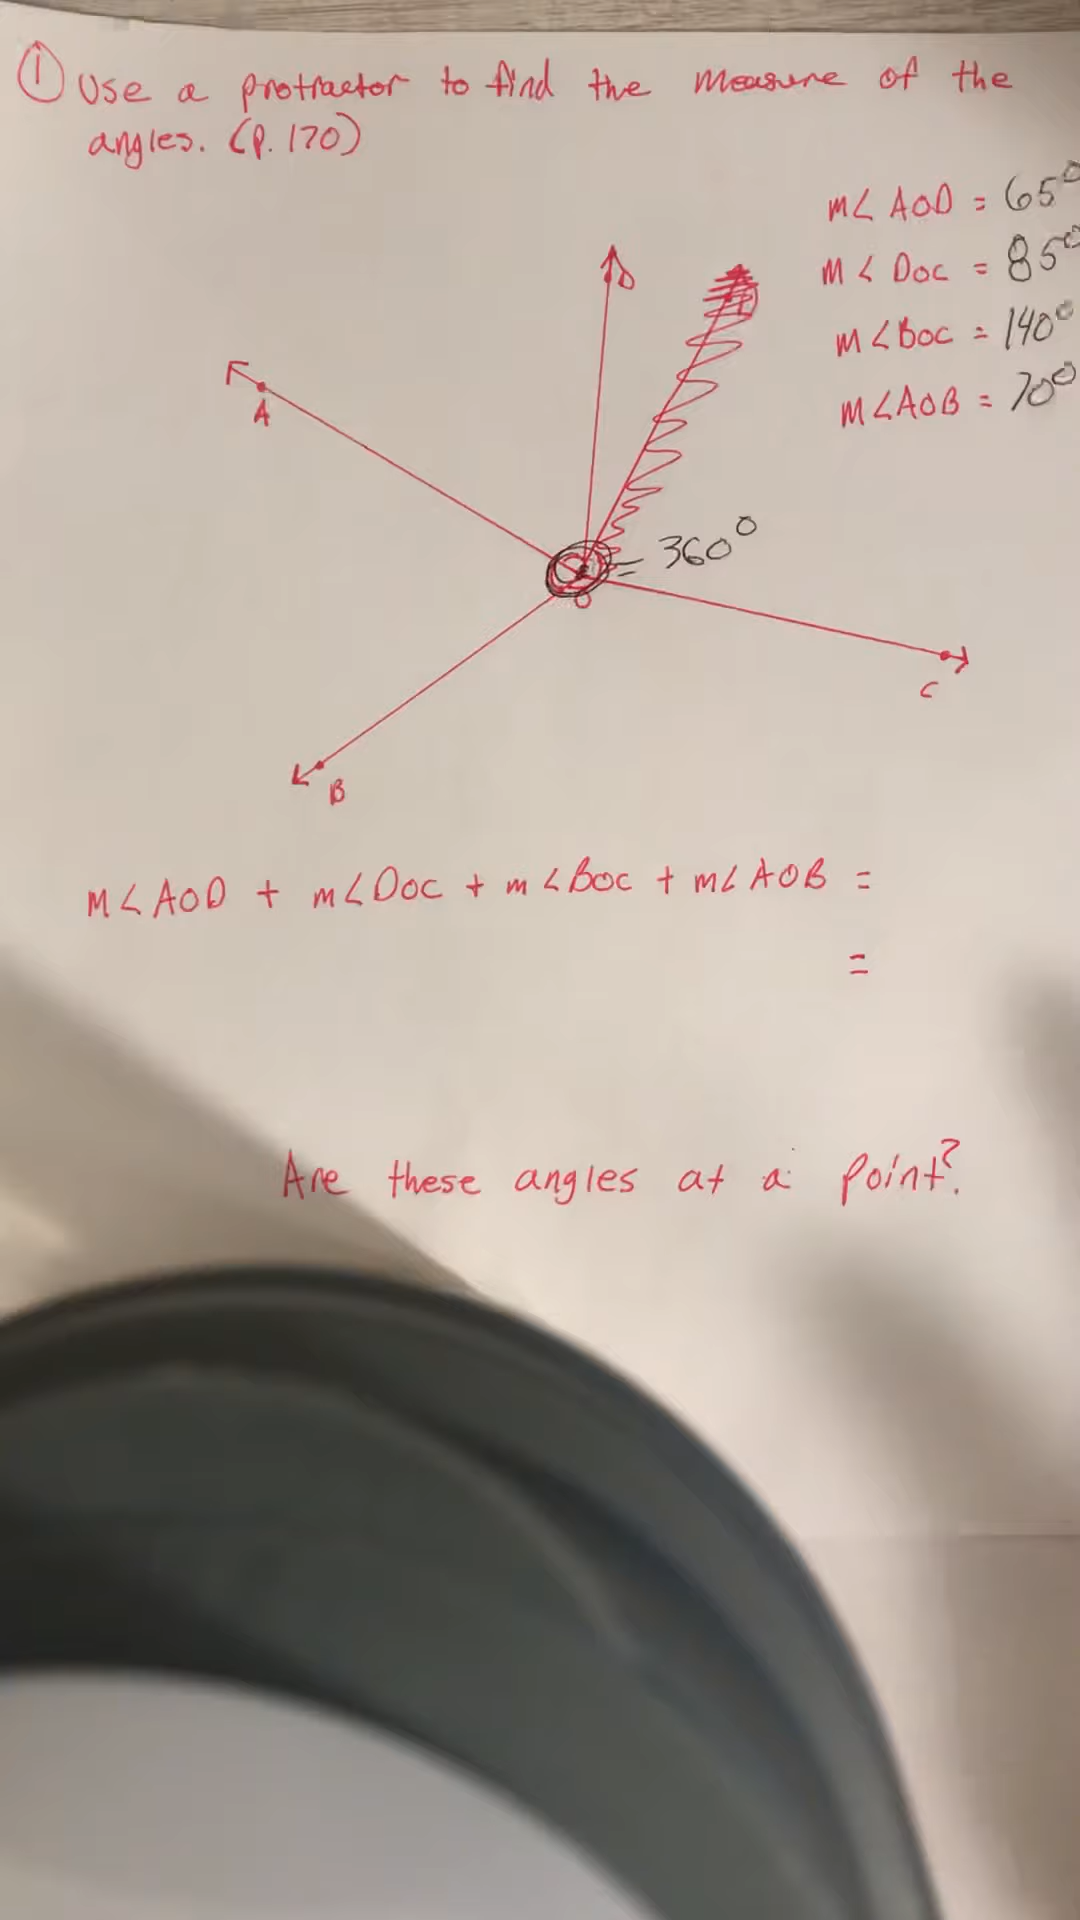 ① Use a protractor to find the measure of the
angles. (P. 170)
m∠ AOD = 65°
m∠ DOC = 85°
m∠BOC = 140°
m∠AOB = 70°
D
A
= 360°
O
C
B
m∠AOD + m∠DOC + m∠BOC + m∠AOB =
=
Are these angles at a point?